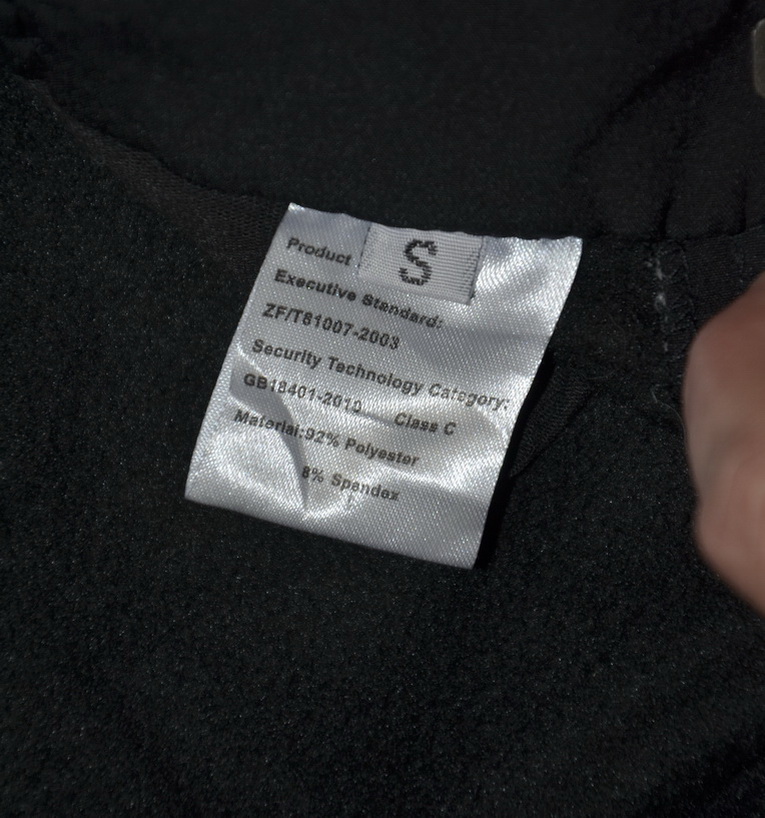 S
Product
Executive Standard:
ZF/T81007-2003
Security Technology Category:
GB18401-2010 Class C
Material:92% Polyester
8% Spandex